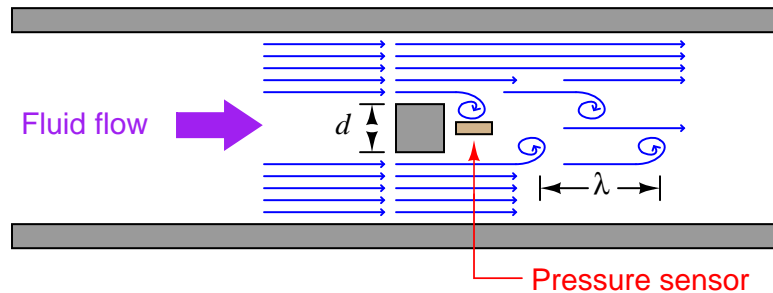 Fluid flow
d
λ
Pressure sensor